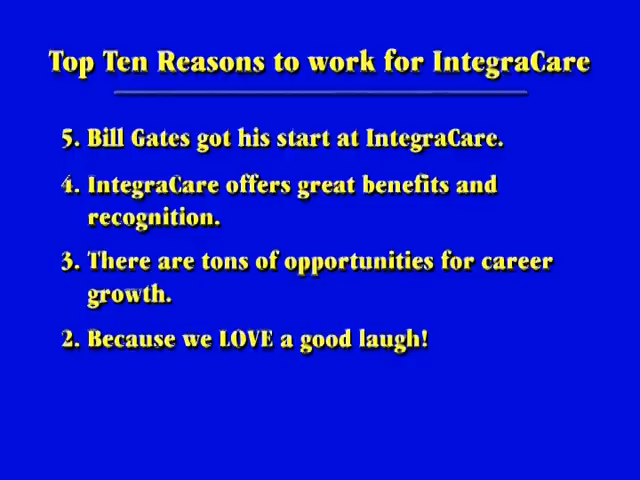 Top Ten Reasons to work for IntegraCare
5. Bill Gates got his start at IntegraCare.
4. IntegraCare offers great benefits and
recognition.
3. There are tons of opportunities for career
growth.
2. Because we LOVE a good laugh!